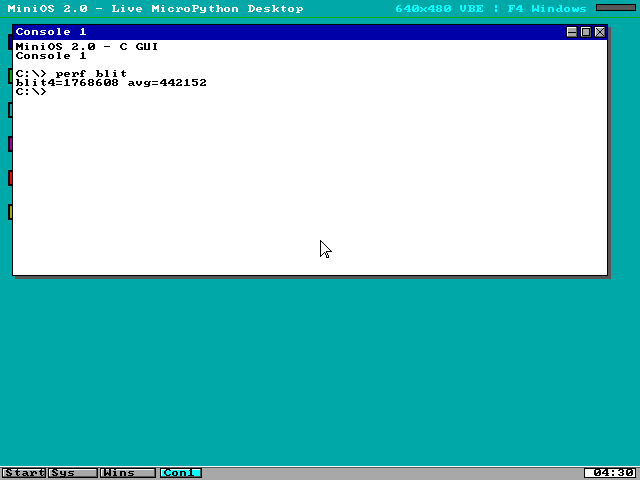 MiniOS 2.0 - Live MicroPython Desktop
640x480 VBE | F4 Windows
Console 1
MiniOS 2.0 - C GUI
Console 1
C:\> perf blit
blit4=1768608 avg=442152
C:\>
Start Sys Wins Con1 04:30